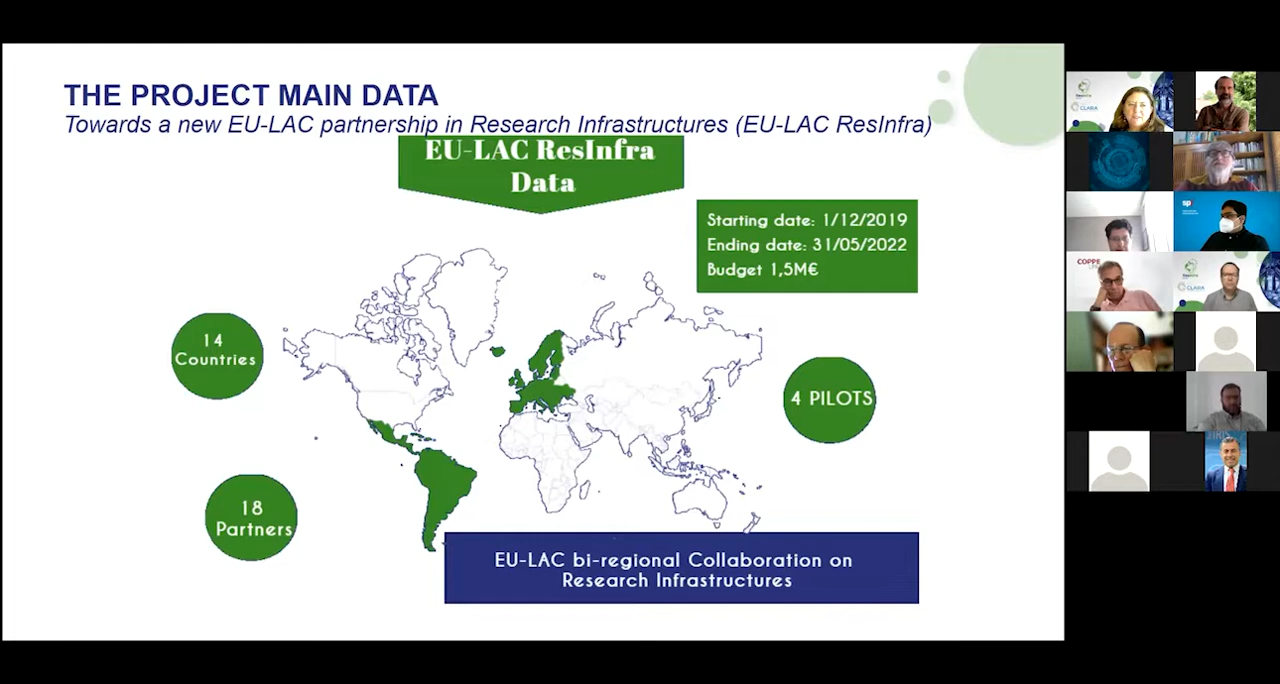 THE PROJECT MAIN DATA
Towards a new EU-LAC partnership in Research Infrastructures (EU-LAC ResInfra)
EU-LAC ResInfra
Data
Starting date: 1/12/2019
Ending date: 31/05/2022
Budget 1,5M€
14
Countries
4 PILOTS
18
Partners
EU-LAC bi-regional Collaboration on
Research Infrastructures
CLARA
COPPE
CLARA